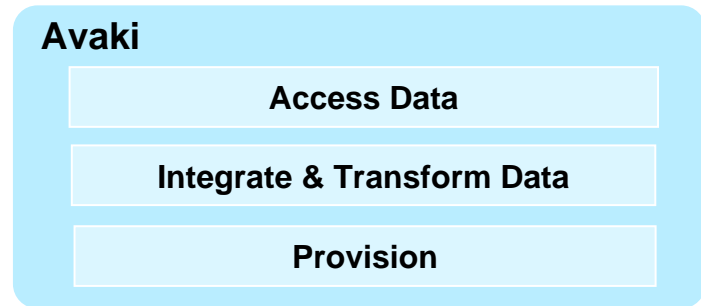 Avaki
Access Data
Integrate & Transform Data
Provision